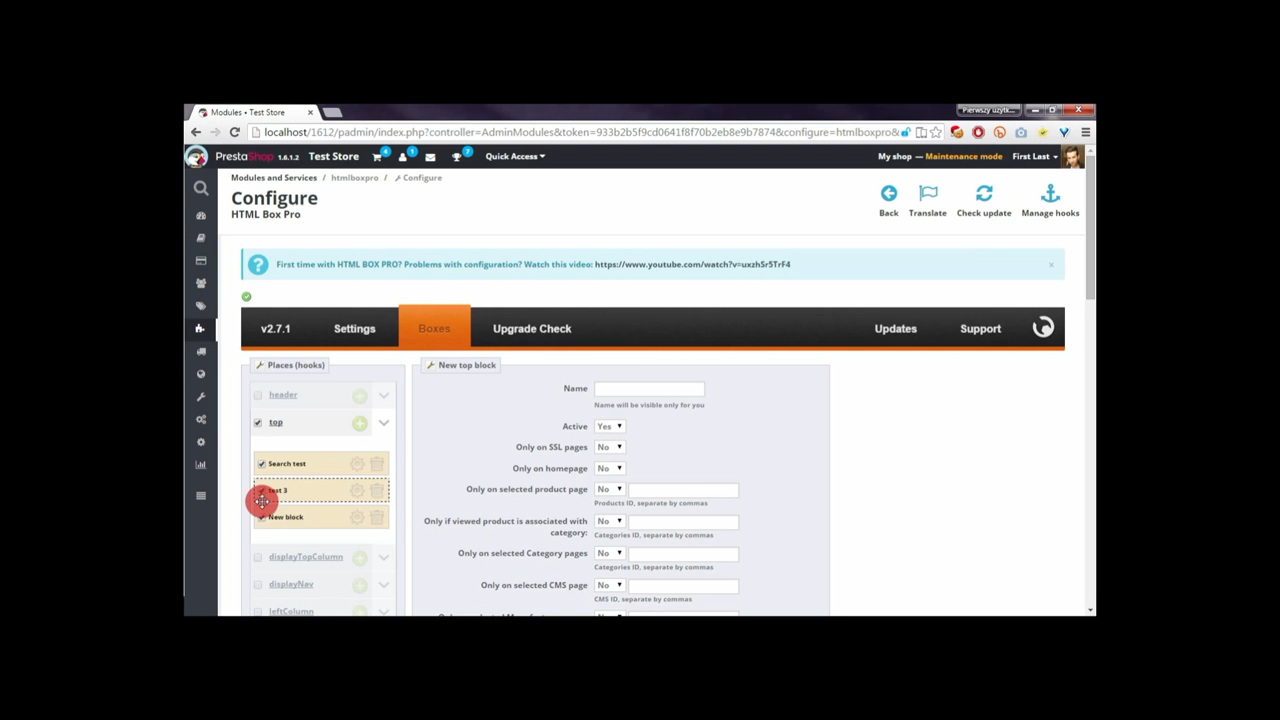 Modules • Test Store
Pierwszy użytk...
localhost/1612/padmin/index.php?controller=AdminModules&token=933b2b5f9cd0641f8f70b2eb8e9b7874&configure=htmlboxpro&
PrestaShop 1.6.1.2 Test Store 4 1 7 Quick Access
My shop — Maintenance mode First Last
Modules and Services / htmlboxpro / Configure
Configure
HTML Box Pro
Back Translate Check update Manage hooks
First time with HTML BOX PRO? Problems with configuration? Watch this video: https://www.youtube.com/watch?v=uxzhSr5TrF4
v2.7.1 Settings Boxes Upgrade Check Updates Support
Places (hooks)
header
top
Search test
test 3
New block
displayTopColumn
displayNav
leftColumn
New top block
Name
Name will be visible only for you
Active Yes
Only on SSL pages No
Only on homepage No
Only on selected product page No
Products ID, separate by commas
Only if viewed product is associated with category: No
Categories ID, separate by commas
Only on selected Category pages No
Categories ID, separate by commas
Only on selected CMS page No
CMS ID, separate by commas